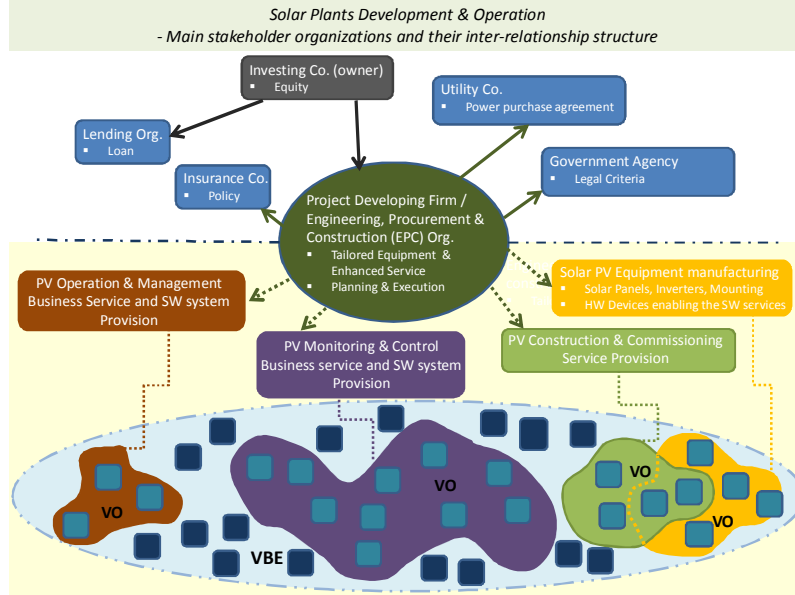 Solar Plants Development & Operation
- Main stakeholder organizations and their inter-relationship structure
Investing Co. (owner)
▪ Equity
Utility Co.
▪ Power purchase agreement
Lending Org.
▪ Loan
Insurance Co.
▪ Policy
Government Agency
▪ Legal Criteria
Project Developing Firm /
Engineering, Procurement &
Construction (EPC) Org.
▪ Tailored Equipment &
Enhanced Service
▪ Planning & Execution
PV Operation & Management
Business Service and SW system
Provision
Solar PV Equipment manufacturing
▪ Solar Panels, Inverters, Mounting
▪ HW Devices enabling the SW services
PV Monitoring & Control
Business service and SW system
Provision
PV Construction & Commissioning
Service Provision
VO
VO
VO
VO
VBE